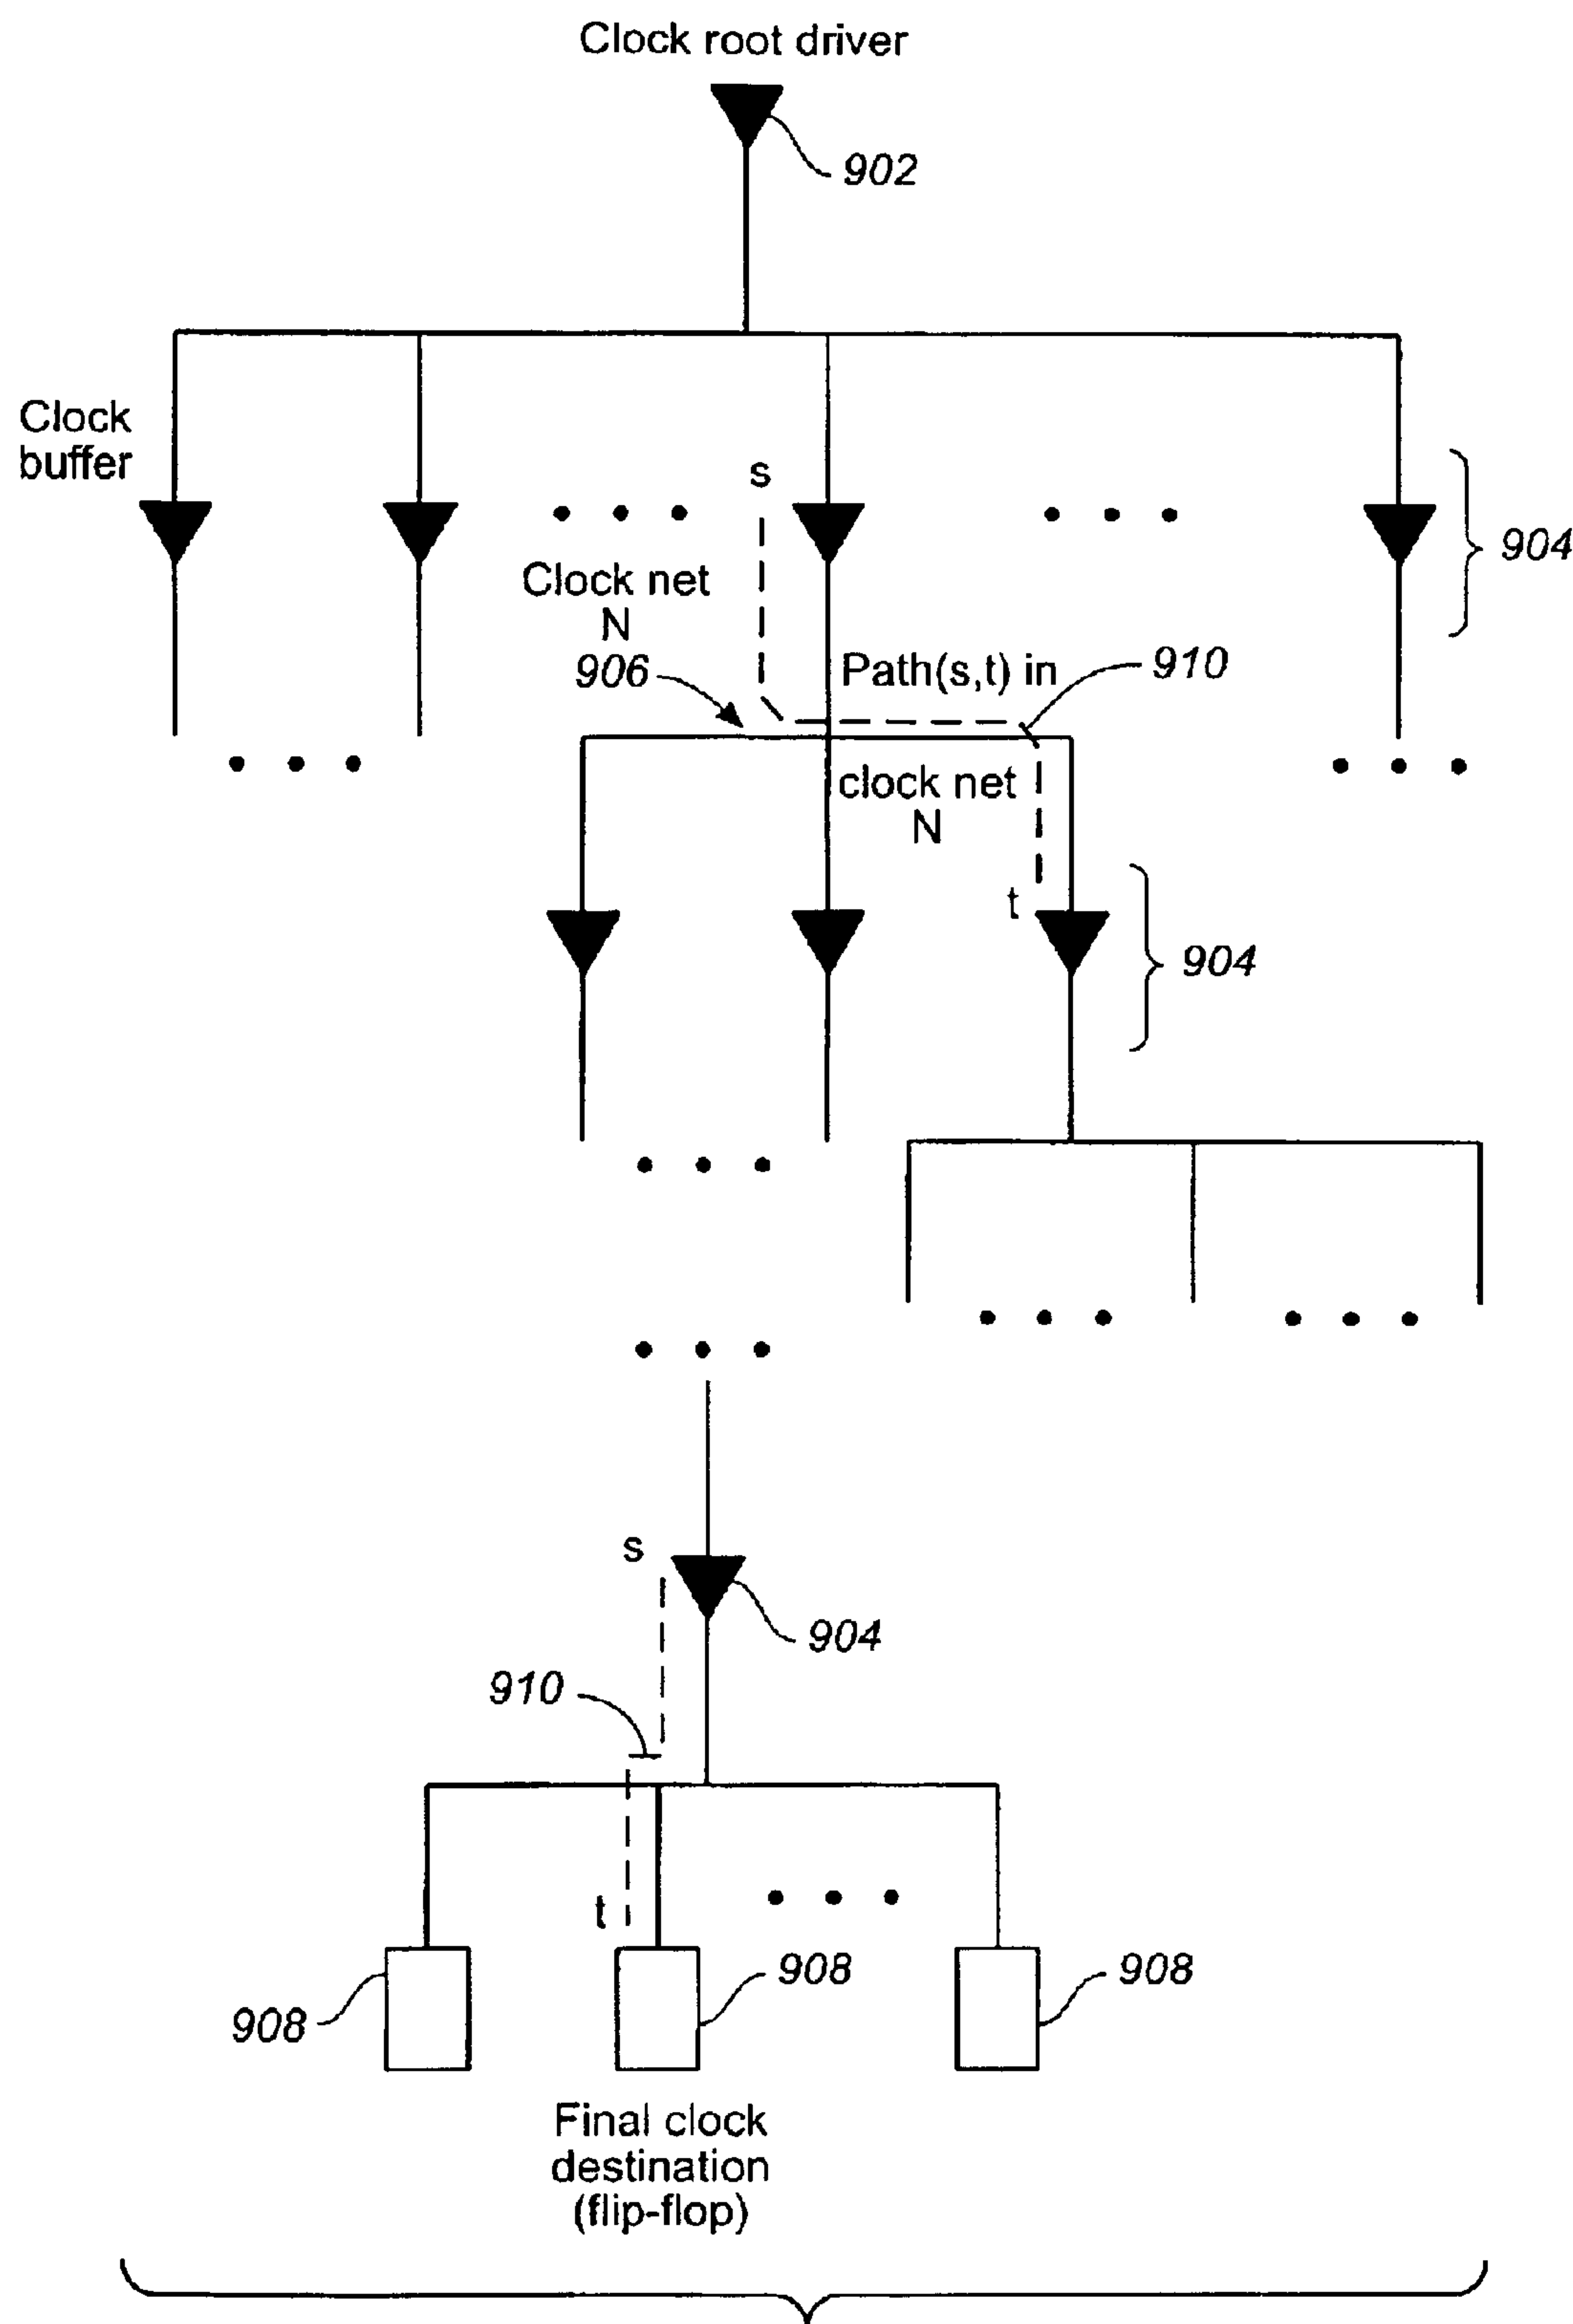 Clock root driver
902
Clock
buffer
s
904
Clock net
N
906
Path(s,t) in
910
clock net
N
t
904
s
904
910
t
908
908
908
Final clock
destination
(flip-flop)